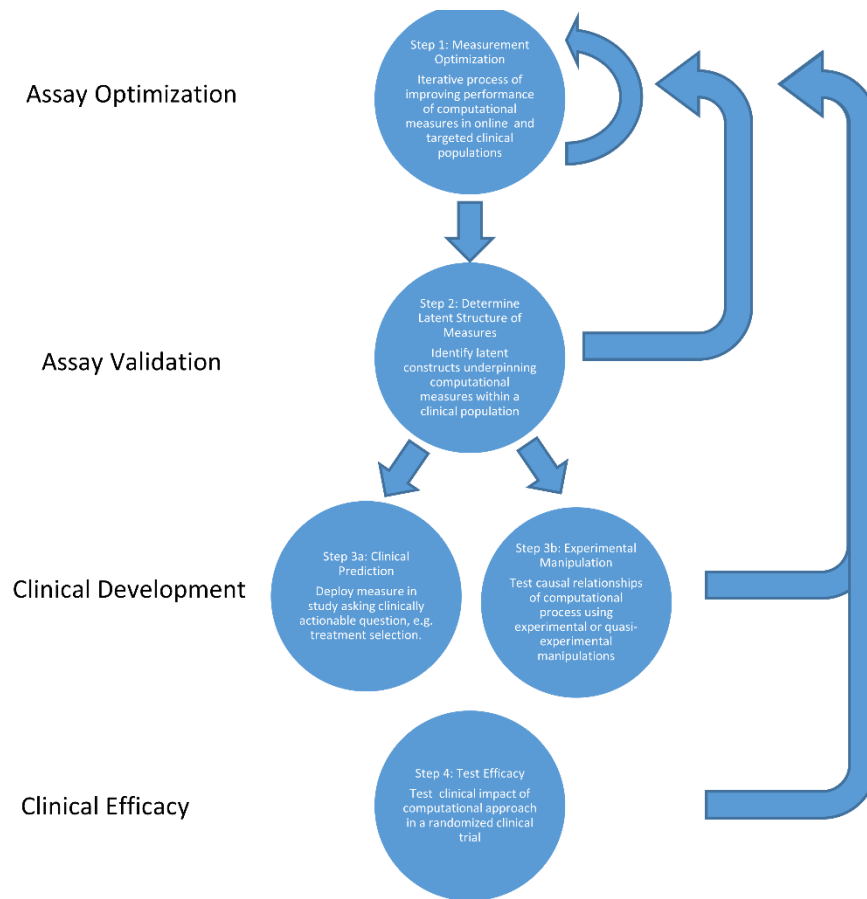 Step 1: Measurement
Optimization
Iterative process of
improving performance
of computational
measures in online and
targeted clinical
populations
Assay Optimization
Step 2: Determine
Latent Structure of
Measures
Identify latent
constructs underpinning
computational
measures within a
clinical population
Assay Validation
Step 3a: Clinical
Prediction
Deploy measure in
study asking clinically
actionable question, e.g.
treatment selection.
Step 3b: Experimental
Manipulation
Test causal relationships
of computational
process using
experimental or quasi-
experimental
manipulations
Clinical Development
Step 4: Test Efficacy
Test clinical impact of
computational approach
in a randomized clinical
trial
Clinical Efficacy